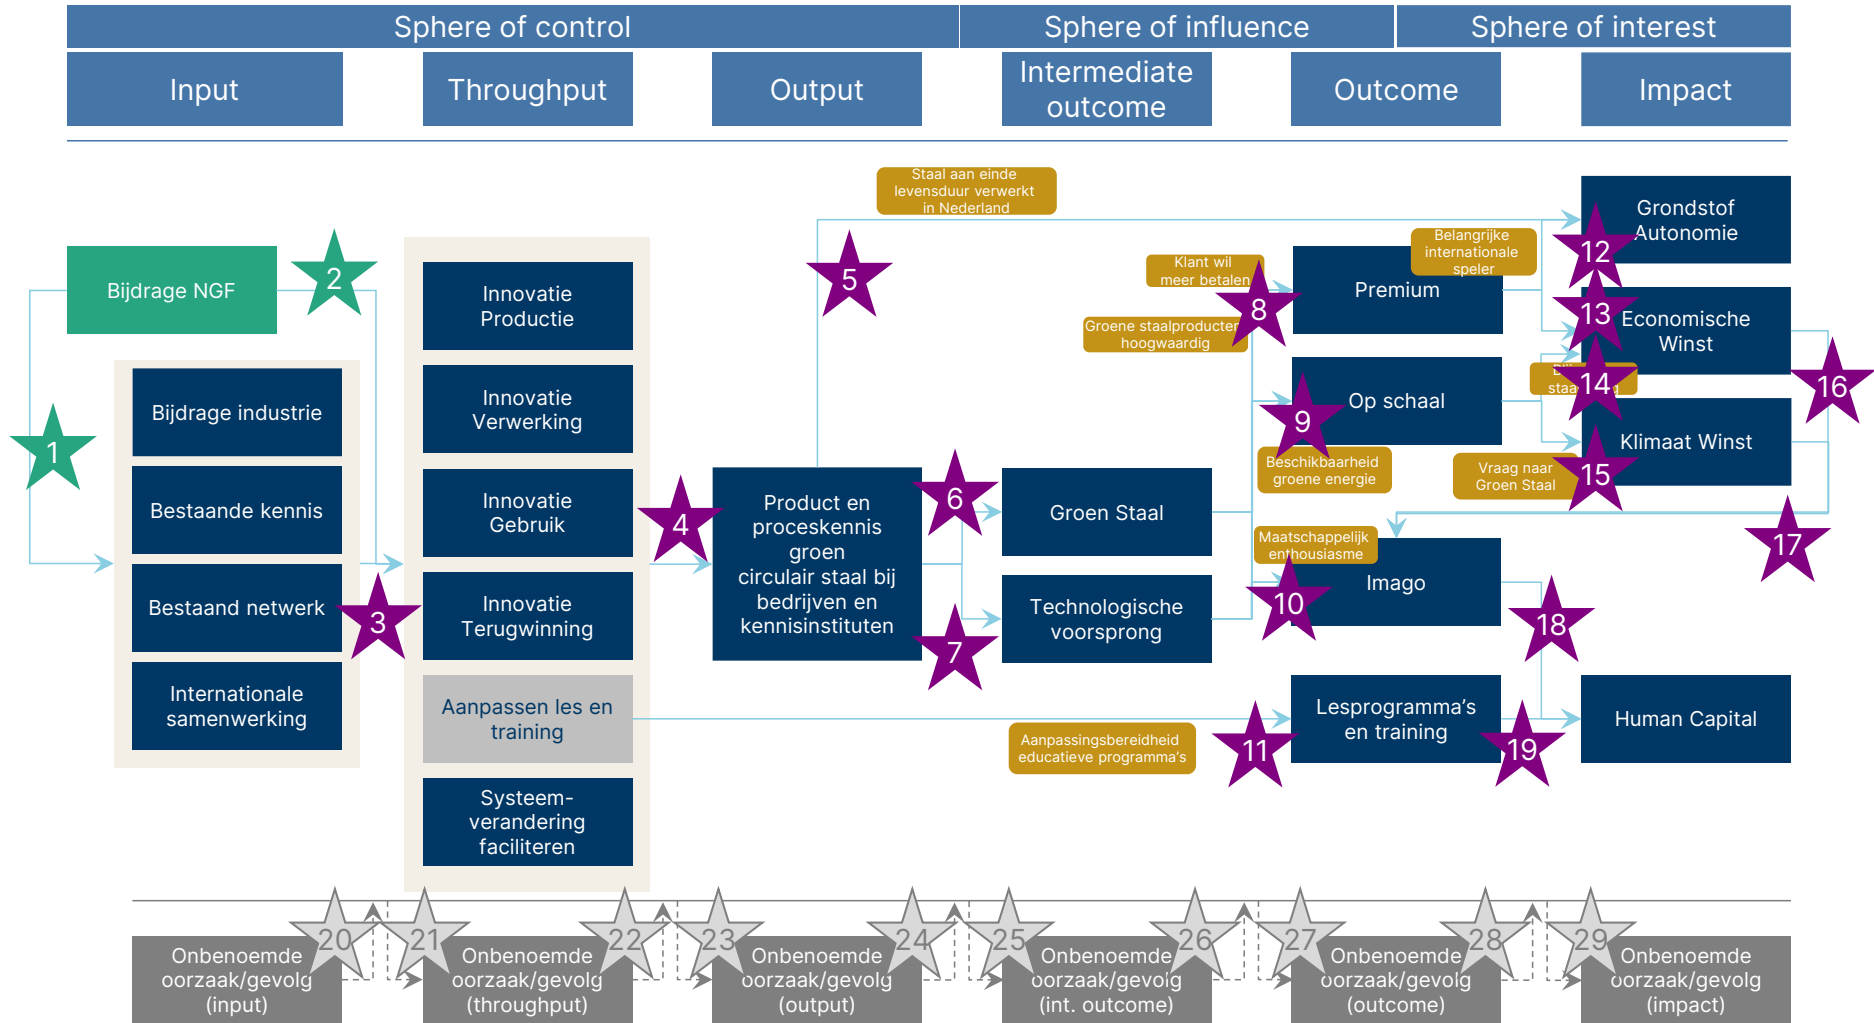 Sphere of control
Sphere of influence
Sphere of interest
Input
Throughput
Output
Intermediate
outcome
Outcome
Impact
Staal aan einde
levensduur verwerkt
in Nederland
Bijdrage NGF
1
2
Bijdrage industrie
Bestaande kennis
Bestaand netwerk
Internationale
samenwerking
3
Innovatie
Productie
Innovatie
Verwerking
Innovatie
Gebruik
Innovatie
Terugwinning
Aanpassen les en
training
Systeem-
verandering
faciliteren
4
Product en
proceskennis
groen
circulair staal bij
bedrijven en
kennisinstituten
5
6
7
Groen Staal
Technologische
voorsprong
Klant wil
meer betalen
Groene staalproducten
hoogwaardig
8
Premium
Belangrijke
internationale
speler
9
Op schaal
Beschikbaarheid
groene energie
Maatschappelijk
enthousiasme
10
Imago
Aanpassingsbereidheid
educatieve programma's
11
Lesprogramma's
en training
12
Grondstof
Autonomie
13
Economische
Winst
14
Vraag naar
Groen Staal
15
Klimaat Winst
16
17
18
19
Human Capital
20
21
22
23
24
25
26
27
28
29
Onbenoemde
oorzaak/gevolg
(input)
Onbenoemde
oorzaak/gevolg
(throughput)
Onbenoemde
oorzaak/gevolg
(output)
Onbenoemde
oorzaak/gevolg
(int. outcome)
Onbenoemde
oorzaak/gevolg
(outcome)
Onbenoemde
oorzaak/gevolg
(impact)